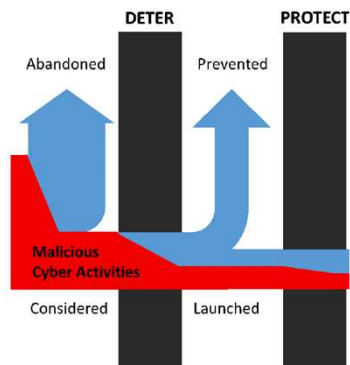 DETER
PROTECT
Abandoned
Prevented
Malicious
Cyber Activities
Considered
Launched